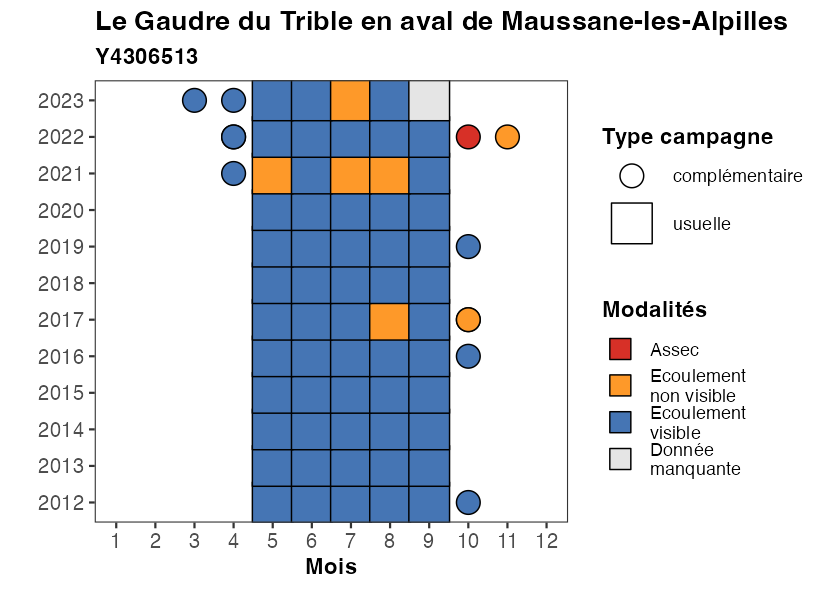 Le Gaudre du Trible en aval de Maussane-les-Alpilles
Y4306513
2023
2022
2021
2020
2019
2018
2017
2016
2015
2014
2013
2012
1 2 3 4 5 6 7 8 9 10 11 12
Mois
Type campagne
complémentaire
usuelle
Modalités
Assec
Ecoulement
non visible
Ecoulement
visible
Donnée
manquante